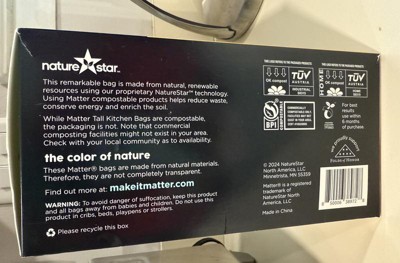 nature star™
This remarkable bag is made from natural, renewable
resources using our proprietary NatureStar™ technology.
Using Matter compostable products helps reduce waste,
conserve energy and enrich the soil.
While Matter Tall Kitchen Bags are compostable,
the packaging is not. Note that commercial
composting facilities might not exist in your area.
Check with your local community as to availability.
the color of nature
These Matter® bags are made from natural materials.
Therefore, they are not completely transparent.
Find out more at: makeitmatter.com
WARNING: To avoid danger of suffocation, keep this product
and all bags away from babies and children. Do not use this
product in cribs, beds, playpens or strollers.
Please recycle this box
OK compost
TÜV
AUSTRIA
INDUSTRIAL
HOME
OK compost
TÜV
AUSTRIA
HOME
BPI
COMPOSTABLE
For best
results
use within
6 months
of purchase.
© 2024 NatureStar
North America, LLC
Minnetrista, MN 55359
Matter® is a registered
trademark of
NatureStar North
America, LLC
Made in China